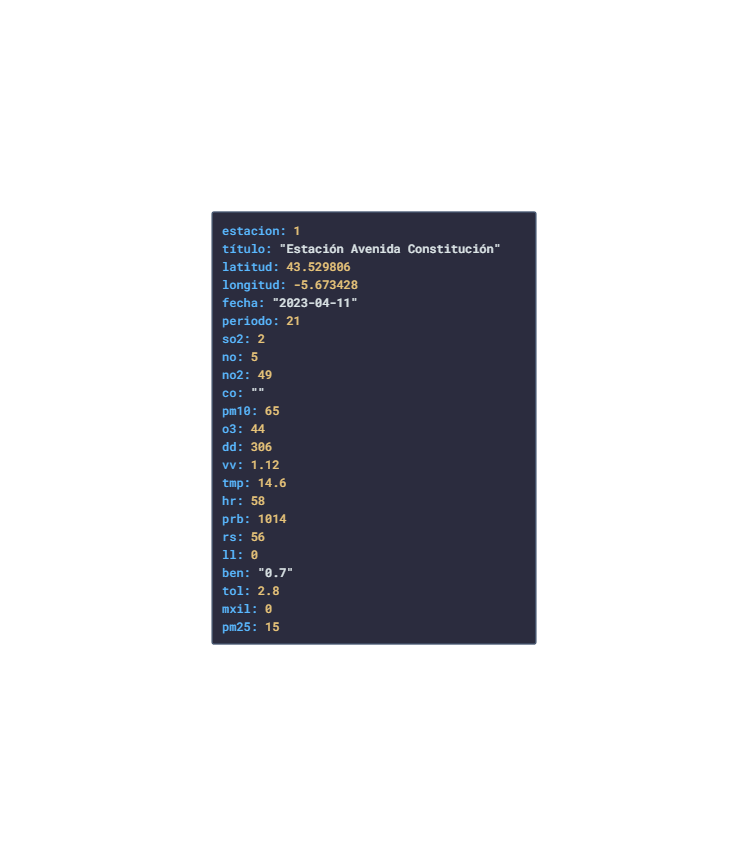 estacion: 1
título: "Estación Avenida Constitución"
latitud: 43.529806
longitud: -5.673428
fecha: "2023-04-11"
periodo: 21
so2: 2
no: 5
no2: 49
co: ""
pm10: 65
o3: 44
dd: 306
vv: 1.12
tmp: 14.6
hr: 58
prb: 1014
rs: 56
ll: 0
ben: "0.7"
tol: 2.8
mxil: 0
pm25: 15